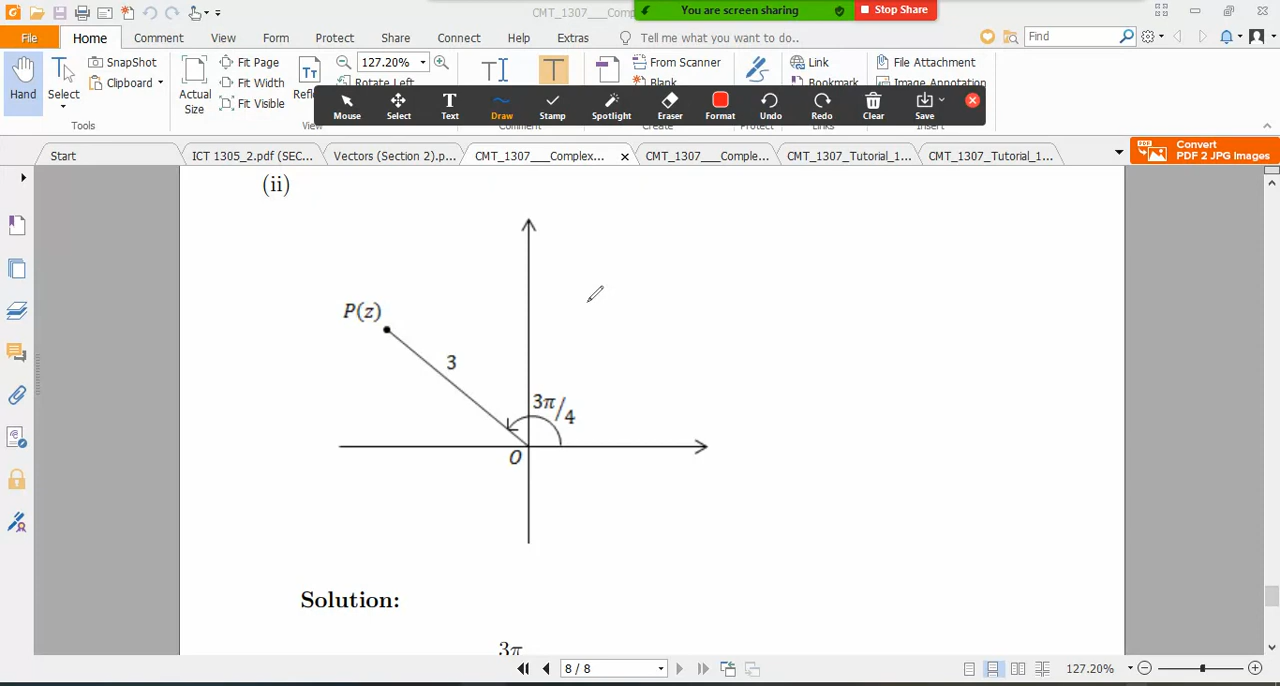 CMT_1307___Compl
You are screen sharing
Stop Share
File
Home
Comment
View
Form
Protect
Share
Connect
Help
Extras
Tell me what you want to do..
Find
Hand
Select
SnapShot
Clipboard
Tools
Actual Size
Fit Page
Fit Width
Fit Visible
127.20%
Rotate Left
View
Comment
From Scanner
Blank
Create
Protect
Link
Bookmark
Links
File Attachment
Image Annotation
Insert
Mouse
Select
Text
Draw
Stamp
Spotlight
Eraser
Format
Undo
Redo
Clear
Save
Start
ICT 1305_2.pdf (SEC...
Vectors (Section 2)....
CMT_1307___Complex...
CMT_1307___Comple...
CMT_1307_Tutorial_1...
CMT_1307_Tutorial_1...
Convert
PDF 2 JPG Images
(ii)
P(z)
3
3π/4
O
Solution:
3π
8 / 8
127.20%